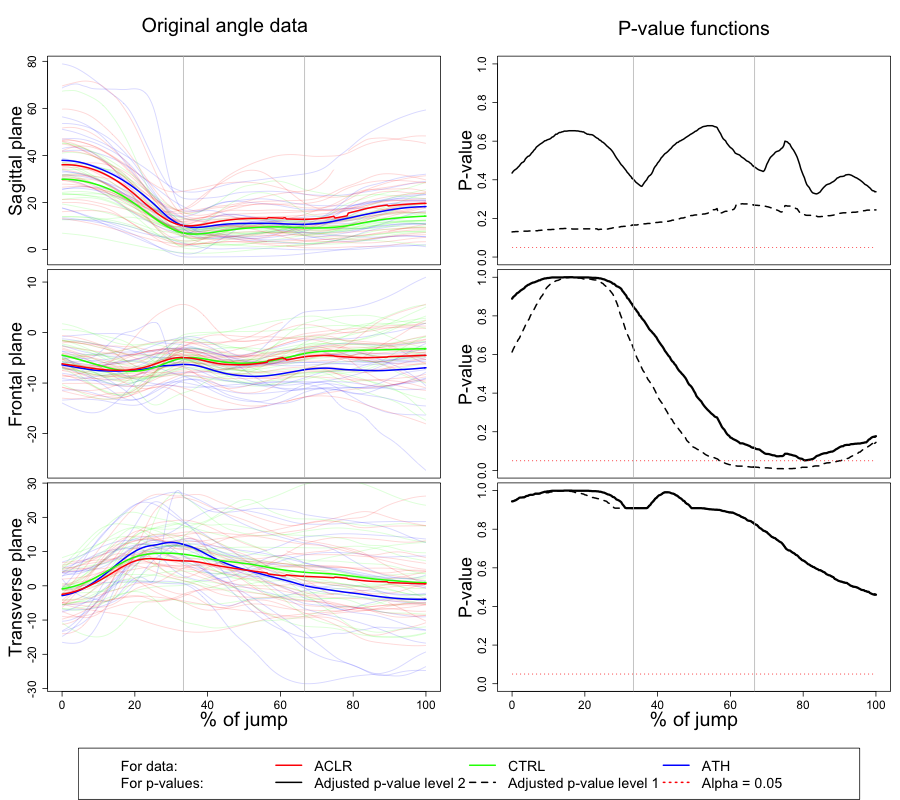 Original angle data
P-value functions
Sagittal plane
0 20 40 60 80
P-value
0.0 0.2 0.4 0.6 0.8 1.0
Frontal plane
20 10 0 10
P-value
0.0 0.2 0.4 0.6 0.8 1.0
Transverse plane
-30 -20 -10 0 10 20 30
P-value
0.0 0.2 0.4 0.6 0.8 1.0
0 20 40 60 80 100
0 20 40 60 80 100
% of jump
% of jump
For data: ACLR CTRL ATH
For p-values: Adjusted p-value level 2 Adjusted p-value level 1 Alpha = 0.05